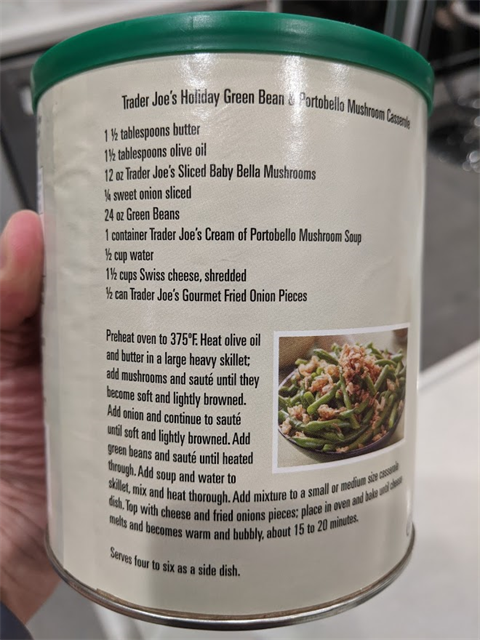 Trader Joe's Holiday Green Bean & Portobello Mushroom Casserole
1 ½ tablespoons butter
1½ tablespoons olive oil
12 oz Trader Joe's Sliced Baby Bella Mushrooms
¾ sweet onion sliced
24 oz Green Beans
1 container Trader Joe's Cream of Portobello Mushroom Soup
½ cup water
1½ cups Swiss cheese, shredded
½ can Trader Joe's Gourmet Fried Onion Pieces
Preheat oven to 375°F. Heat olive oil
and butter in a large heavy skillet;
add mushrooms and sauté until they
become soft and lightly browned.
Add onion and continue to sauté
until soft and lightly browned. Add
green beans and sauté until heated
through. Add soup and water to
skillet, mix and heat thorough. Add mixture to a small or medium size casserole
dish. Top with cheese and fried onions pieces; place in oven and bake until cheese
melts and becomes warm and bubbly, about 15 to 20 minutes.
Serves four to six as a side dish.